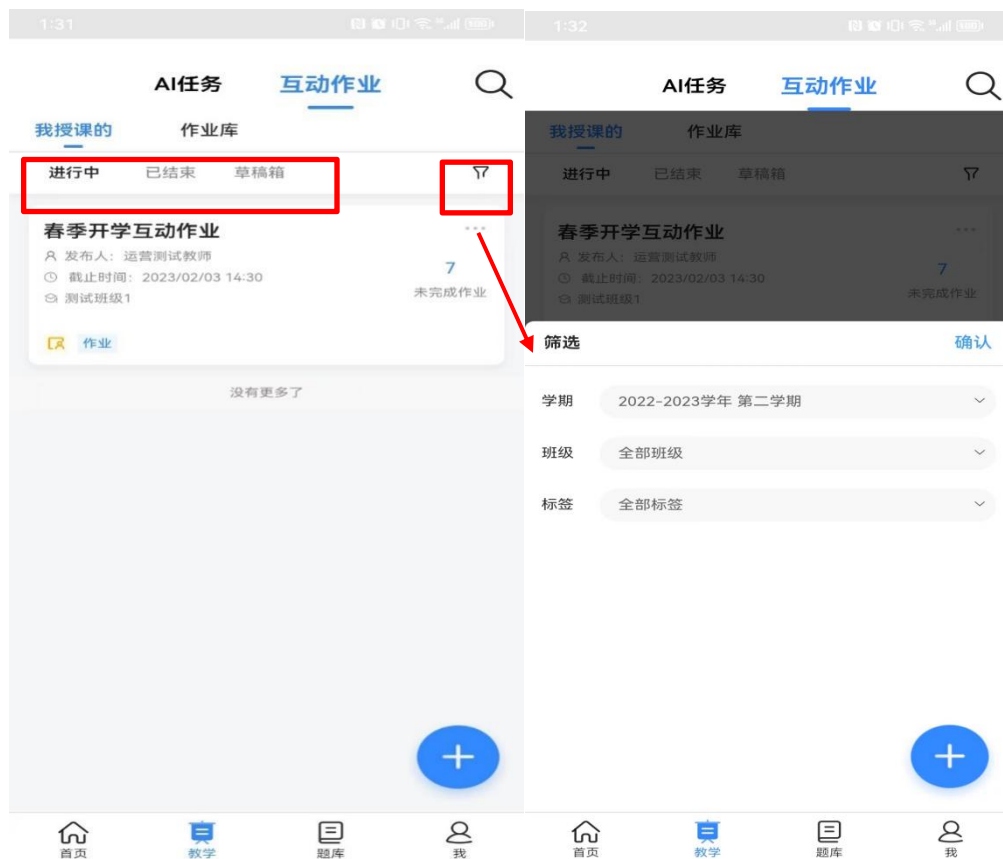 1:31
AI任务 互动作业
我授课的 作业库
进行中 已结束 草稿箱
春季开学互动作业
发布人：运营测试教师
截止时间：2023/02/03 14:30
测试班级1
7
未完成作业
作业
没有更多了
首页 教学 题库 我
1:32
AI任务 互动作业
我授课的 作业库
进行中 已结束 草稿箱
春季开学互动作业
发布人：运营测试教师
截止时间：2023/02/03 14:30
测试班级1
7
未完成作业
筛选 确认
学期 2022-2023学年 第二学期
班级 全部班级
标签 全部标签
首页 教学 题库 我